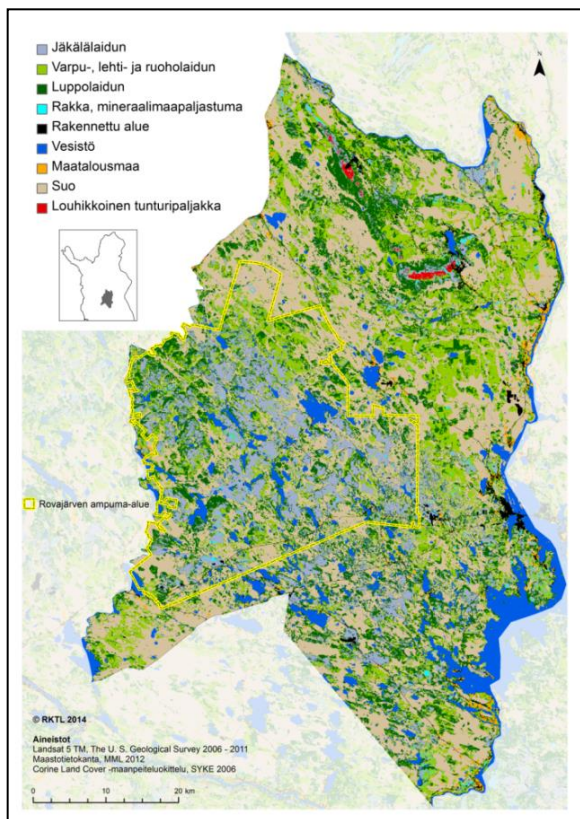 Jäkälälaidun
Varpu-, lehti- ja ruoholaidun
Luppolaidun
Rakka, mineraalimaapaljastuma
Rakennettu alue
Vesistö
Maatalousmaa
Suo
Louhikkoinen tunturipaljakka
N
Rovajärven ampuma-alue
© RKTL 2014
Aineistot
Landsat 5 TM, The U. S. Geological Survey 2006 - 2011
Maastotietokanta, MML 2012
Corine Land Cover -maanpeiteluokittelu, SYKE 2006
0 10 20 km